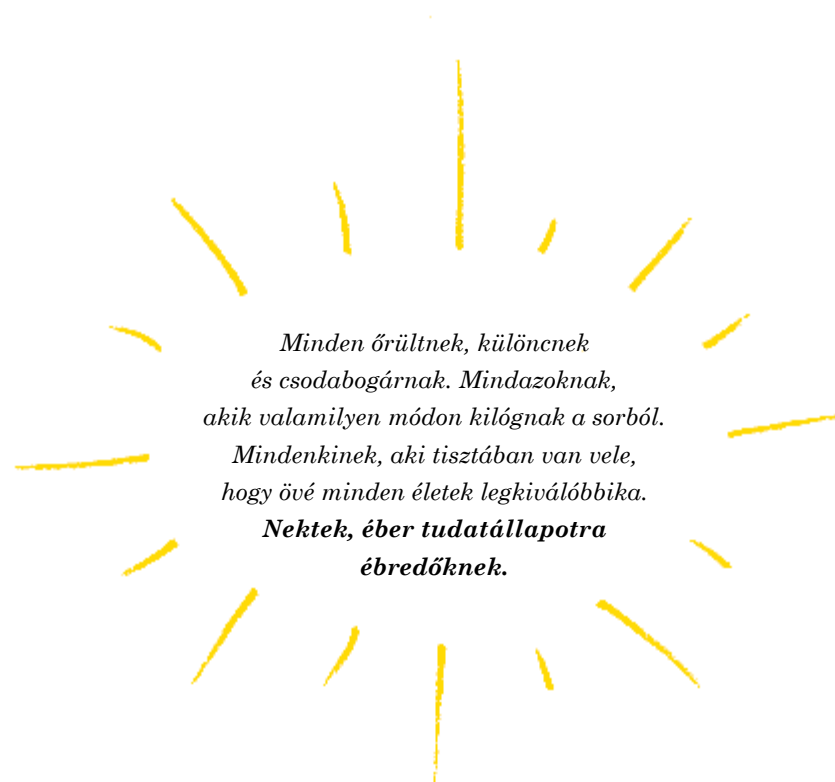 Minden őrültnek, különcnek
és csodabogárnak. Mindazoknak,
akik valamilyen módon kilógnak a sorból.
Mindenkinek, aki tisztában van vele,
hogy övé minden életek legkiválóbbika.
Nektek, éber tudatállapotra
ébredőknek.